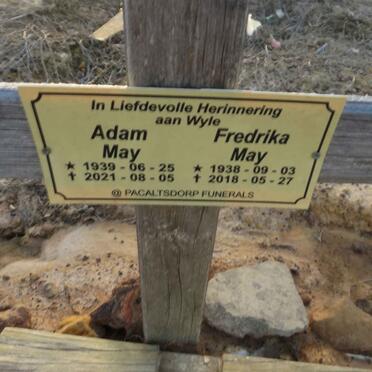 In Liefdevolle Herinnering
aan Wyle
Adam May
★ 1939 - 06 - 25
✝ 2021 - 08 - 05
Fredrika May
★ 1938 - 09 - 03
✝ 2018 - 05 - 27
@ PACALTSDORP FUNERALS